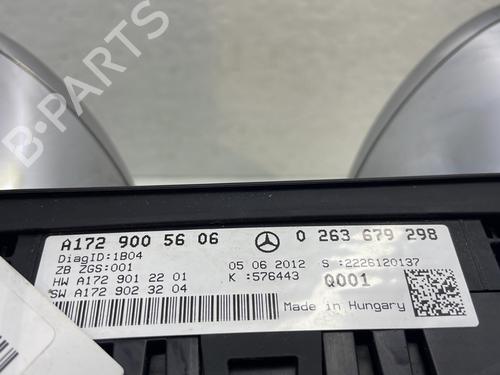 B-PARTS
A172 900 56 06 0 263 679 298
DiagID:1B04
ZB ZGS:001 05 06 2012 S :2226120137
HW A172 901 22 01 K :576443 Q001
SW A172 902 32 04
Made in Hungary